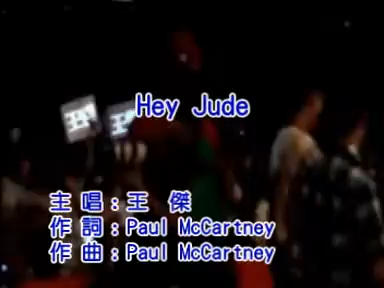 Hey Jude
主 唱：王 傑
作 詞：Paul McCartney
作 曲：Paul McCartney